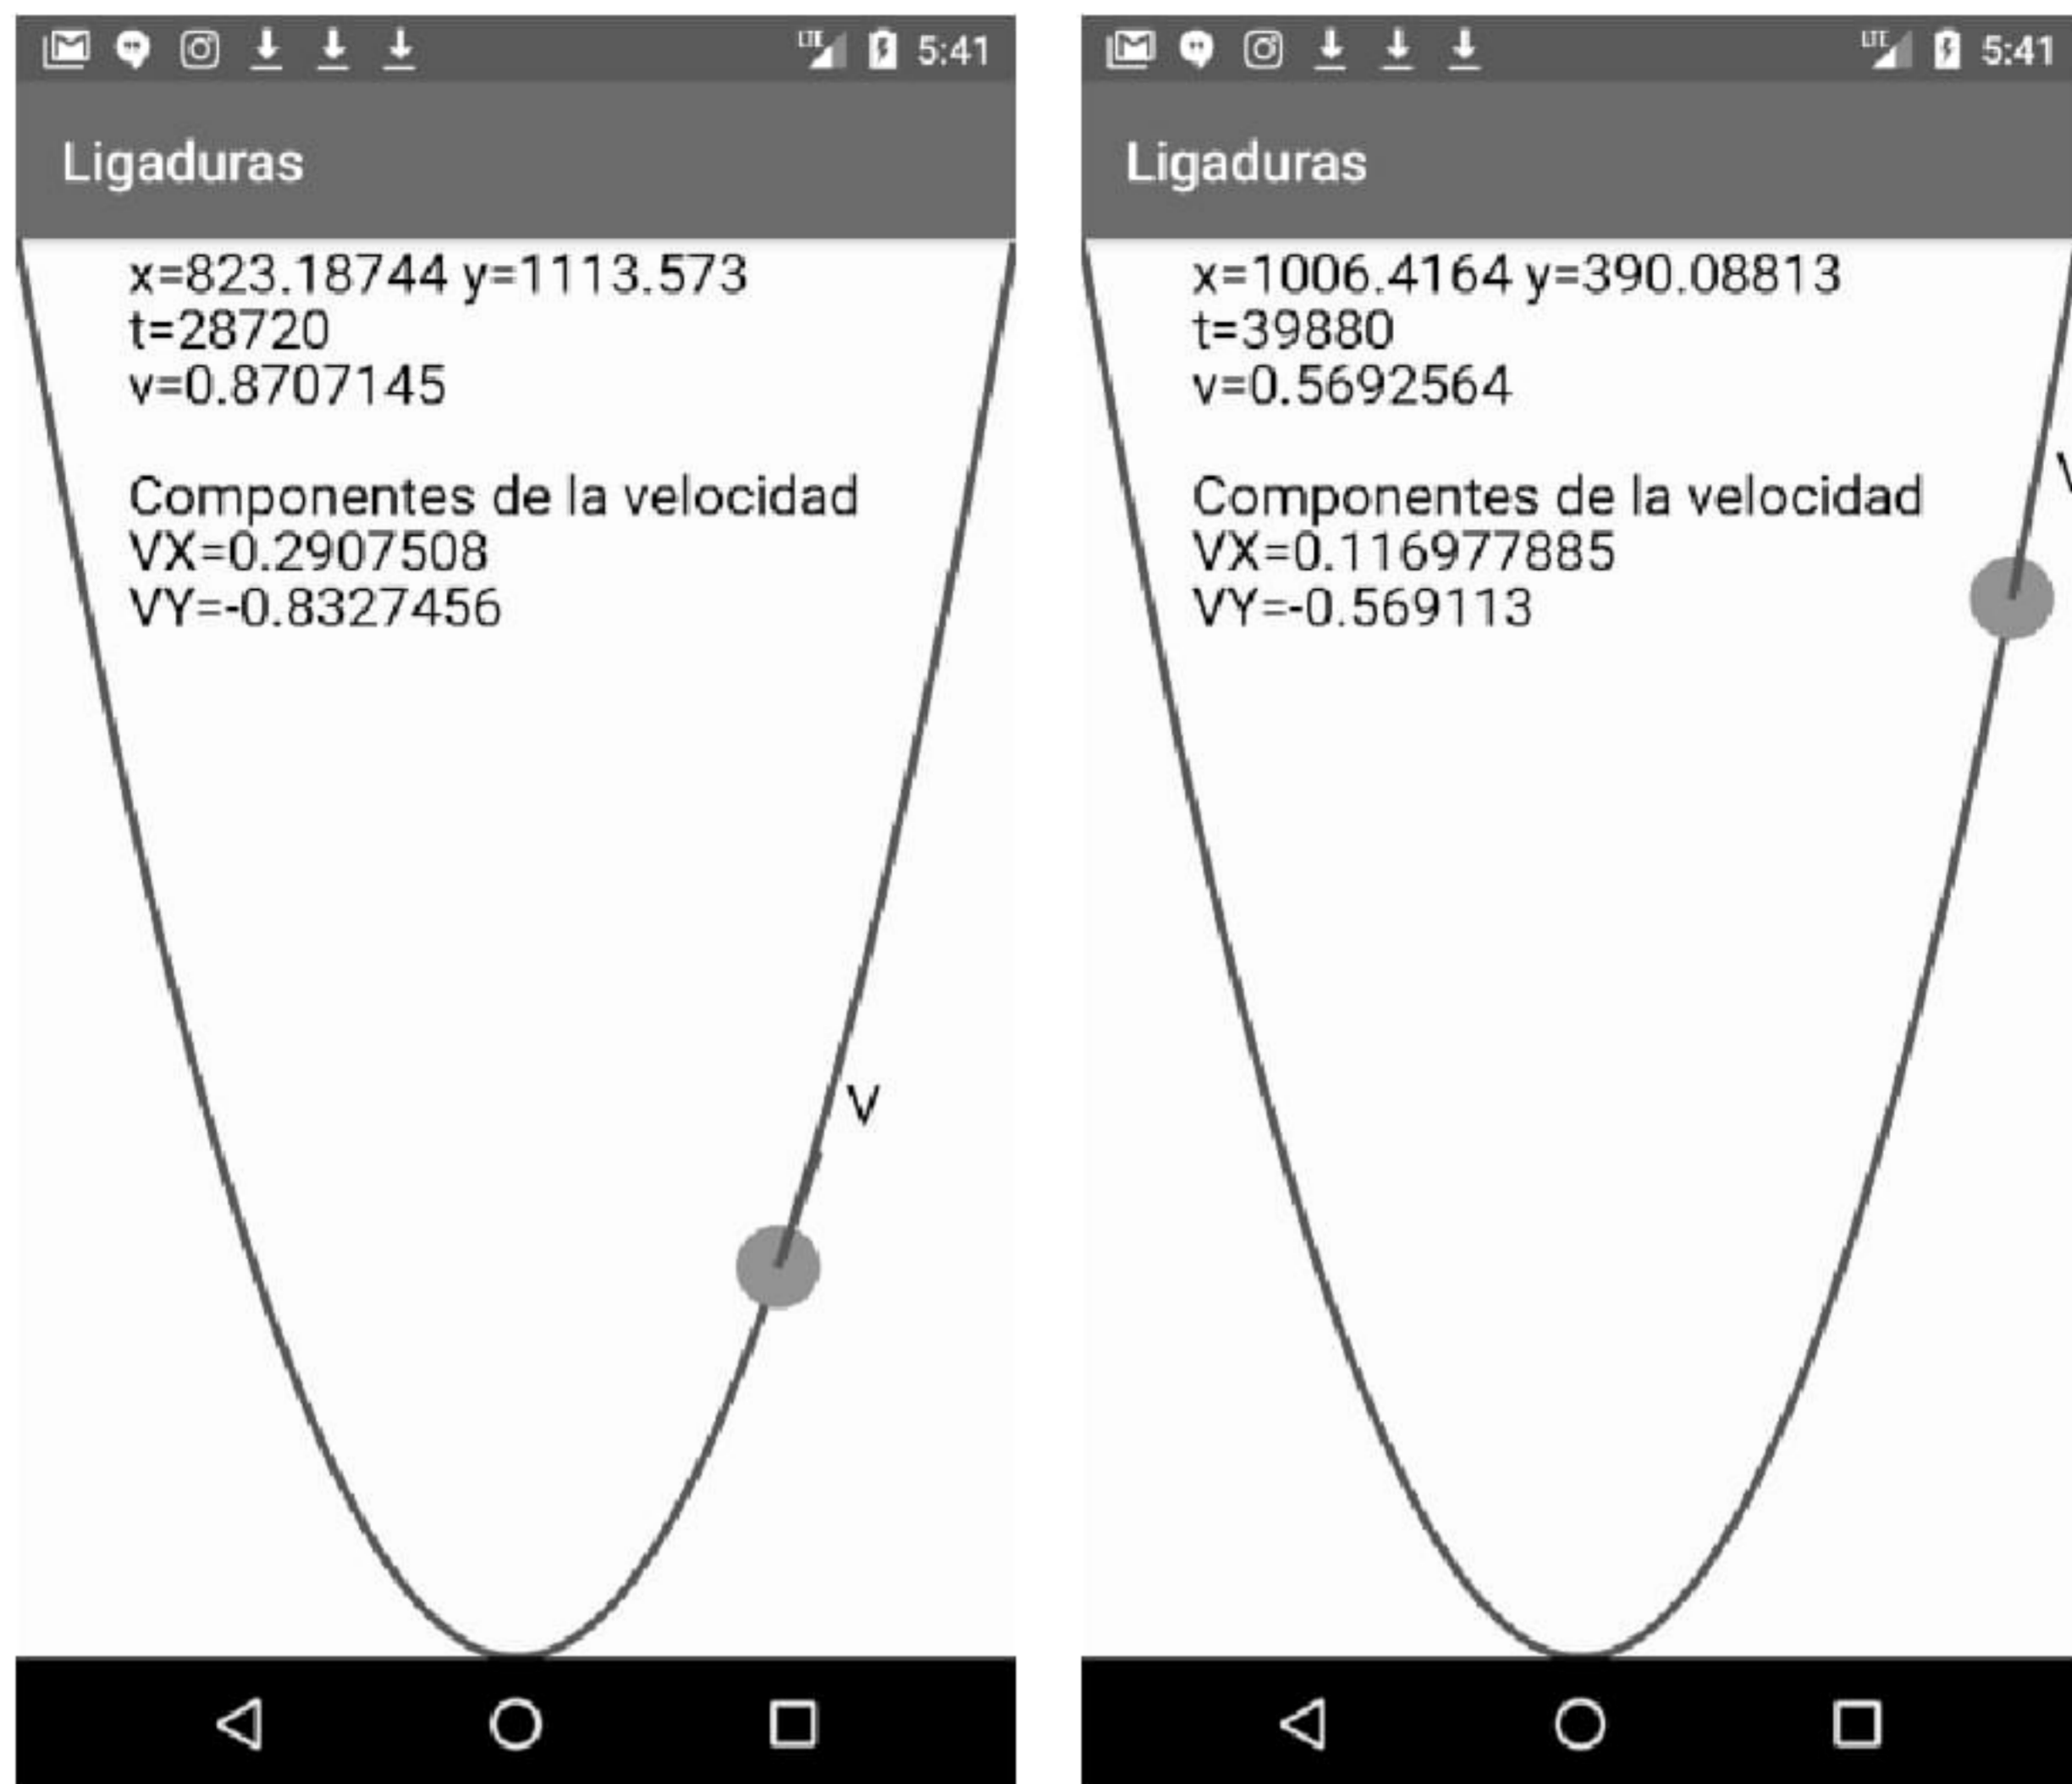 LTE 5:41
Ligaduras
x=823.18744 y=1113.573
t=28720
v=0.8707145
Componentes de la velocidad
VX=0.2907508
VY=-0.8327456
V
LTE 5:41
Ligaduras
x=1006.4164 y=390.08813
t=39880
v=0.5692564
Componentes de la velocidad
VX=0.116977885
VY=-0.569113